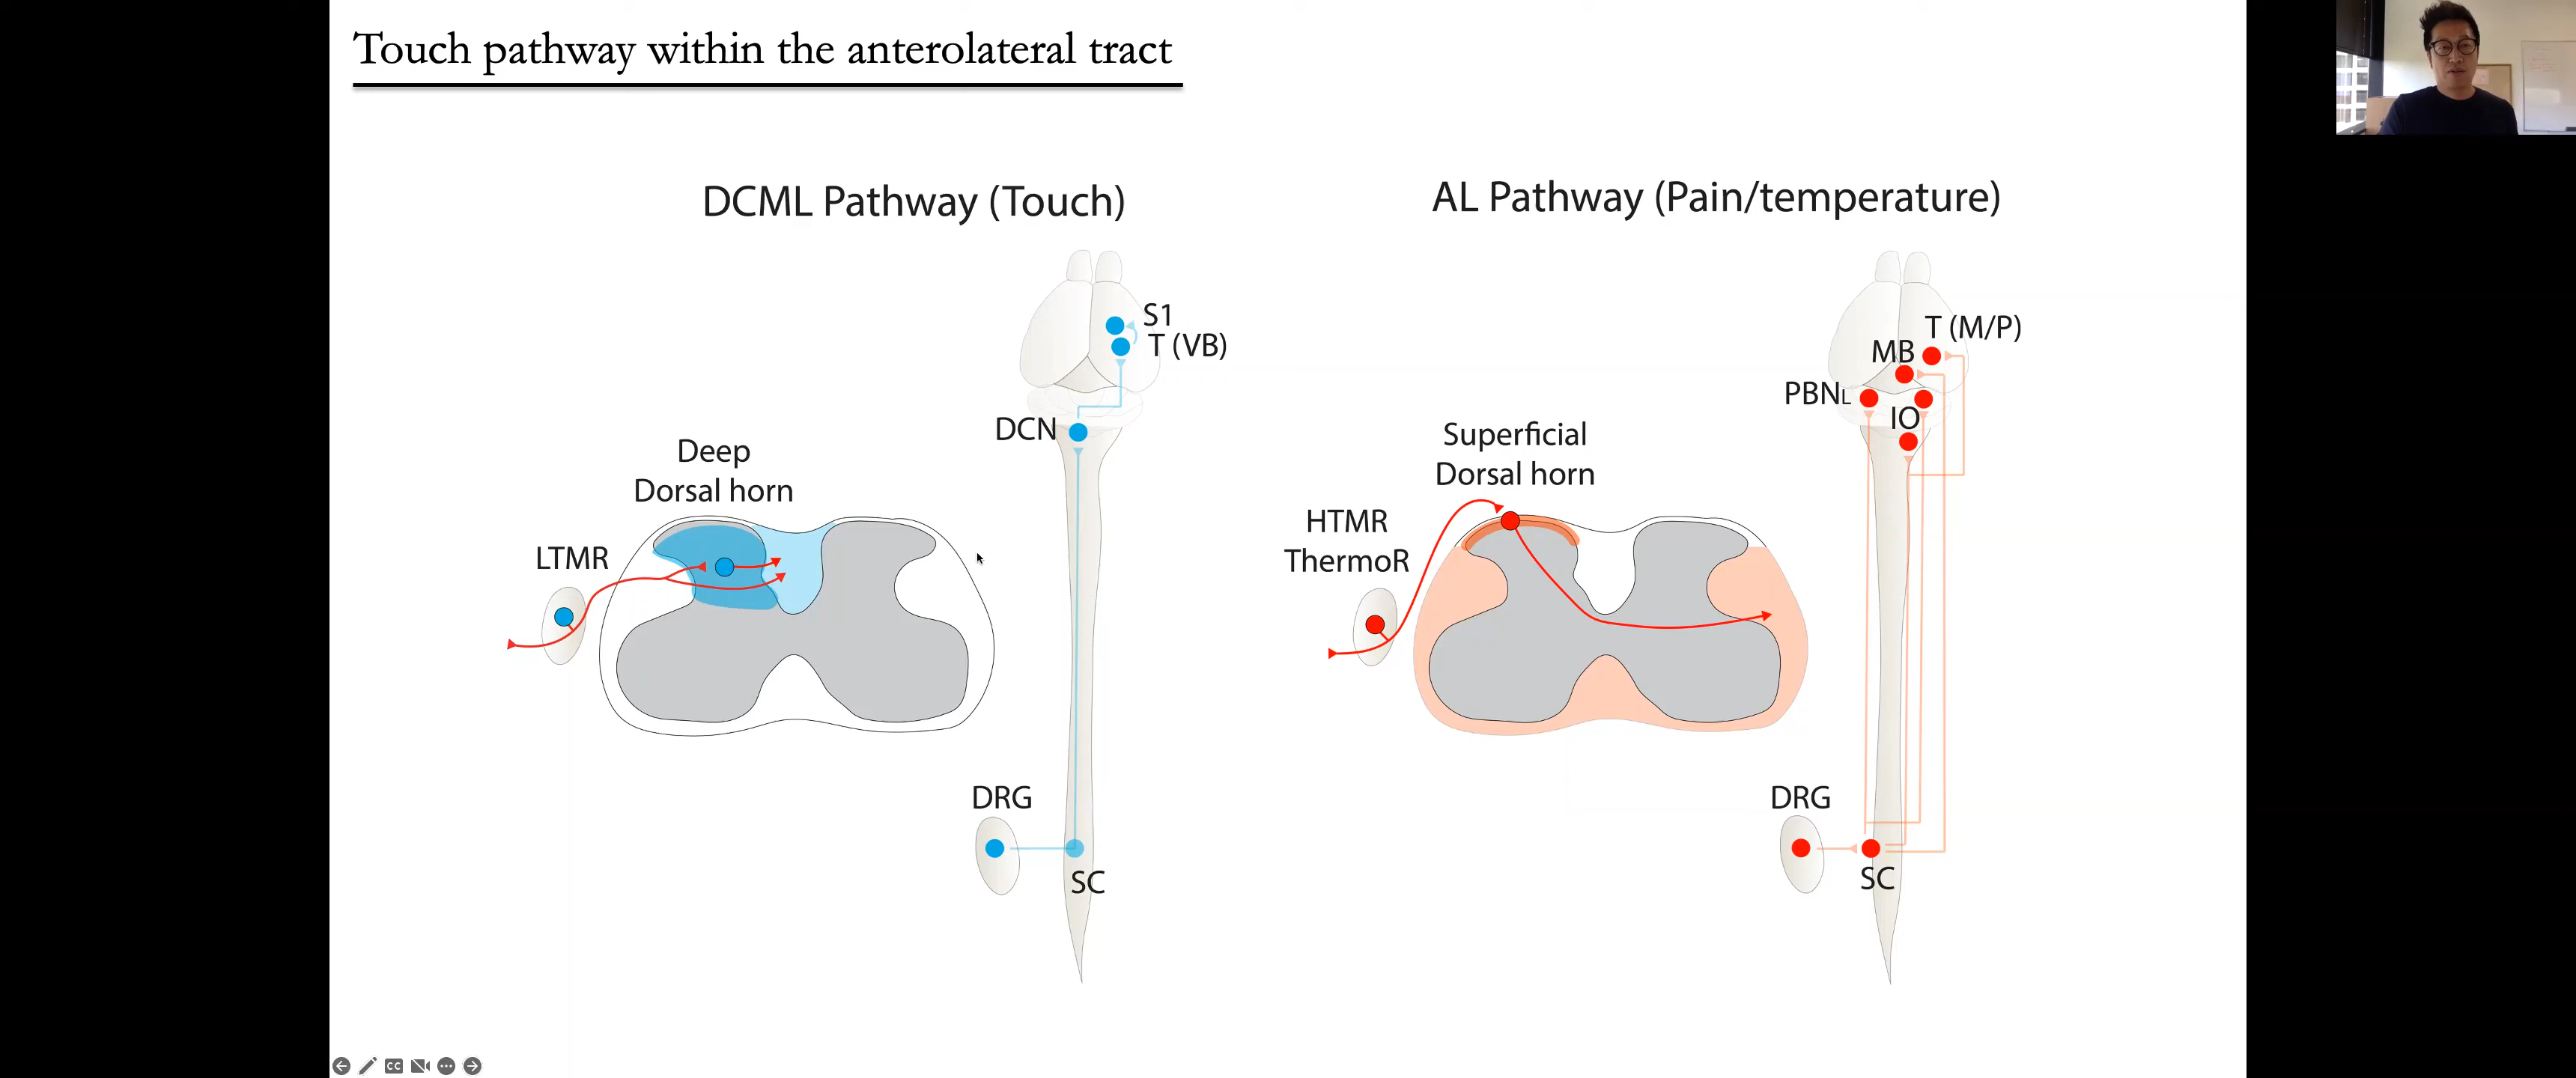 Touch pathway within the anterolateral tract
DCML Pathway (Touch)
S1
T (VB)
DCN
Deep
Dorsal horn
LTMR
DRG
SC
AL Pathway (Pain/temperature)
T (M/P)
MB
PBNL
IO
Superficial
Dorsal horn
HTMR
ThermoR
DRG
SC
CC